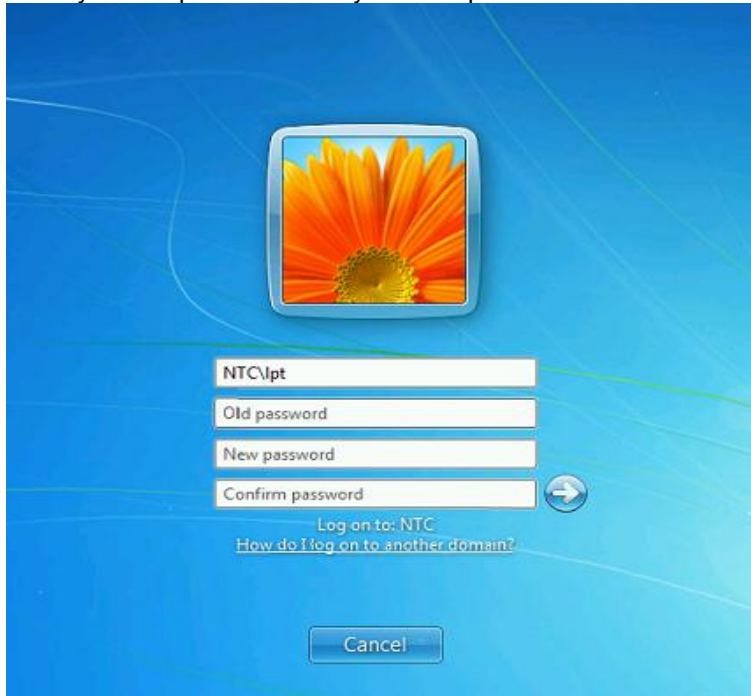 NTC\lpt
Old password
New password
Confirm password
Log on to: NTC
How do I log on to another domain?
Cancel